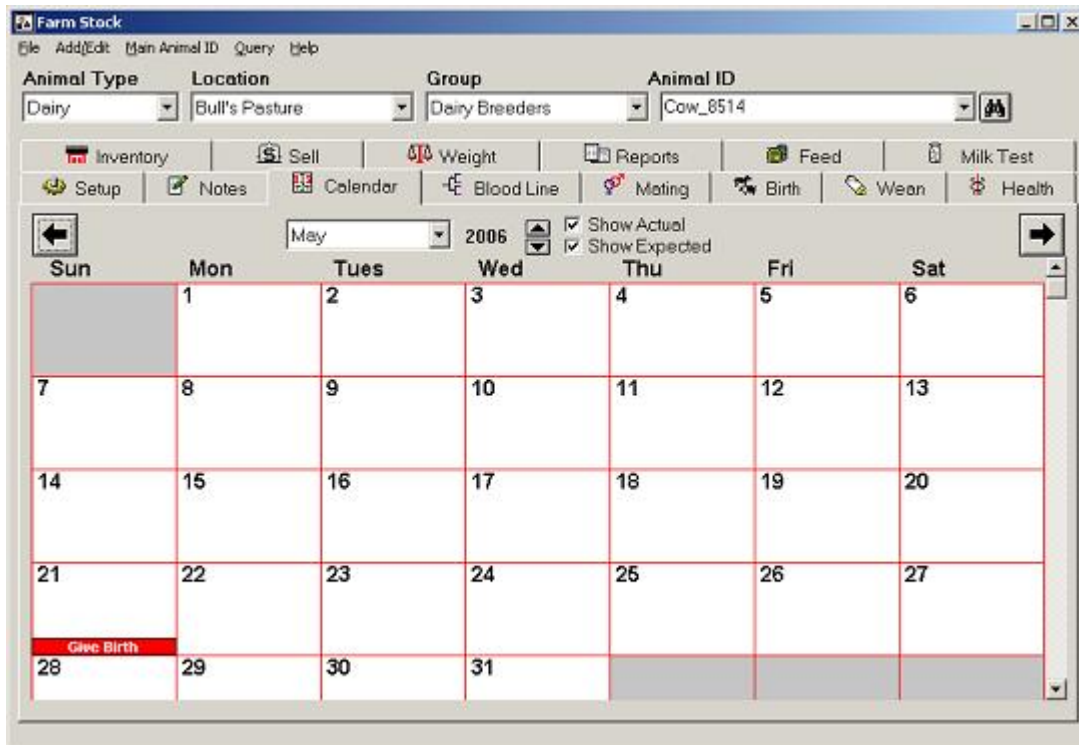 Farm Stock
File Add/Edit Main Animal ID Query Help
Animal Type Location Group Animal ID
Dairy Bull's Pasture Dairy Breeders Cow_8514
Inventory Sell Weight Reports Feed Milk Test
Setup Notes Calendar Blood Line Mating Birth Wean Health
May 2006 Show Actual
Show Expected
Sun Mon Tues Wed Thu Fri Sat
1 2 3 4 5 6
7 8 9 10 11 12 13
14 15 16 17 18 19 20
21 22 23 24 25 26 27
Give Birth
28 29 30 31